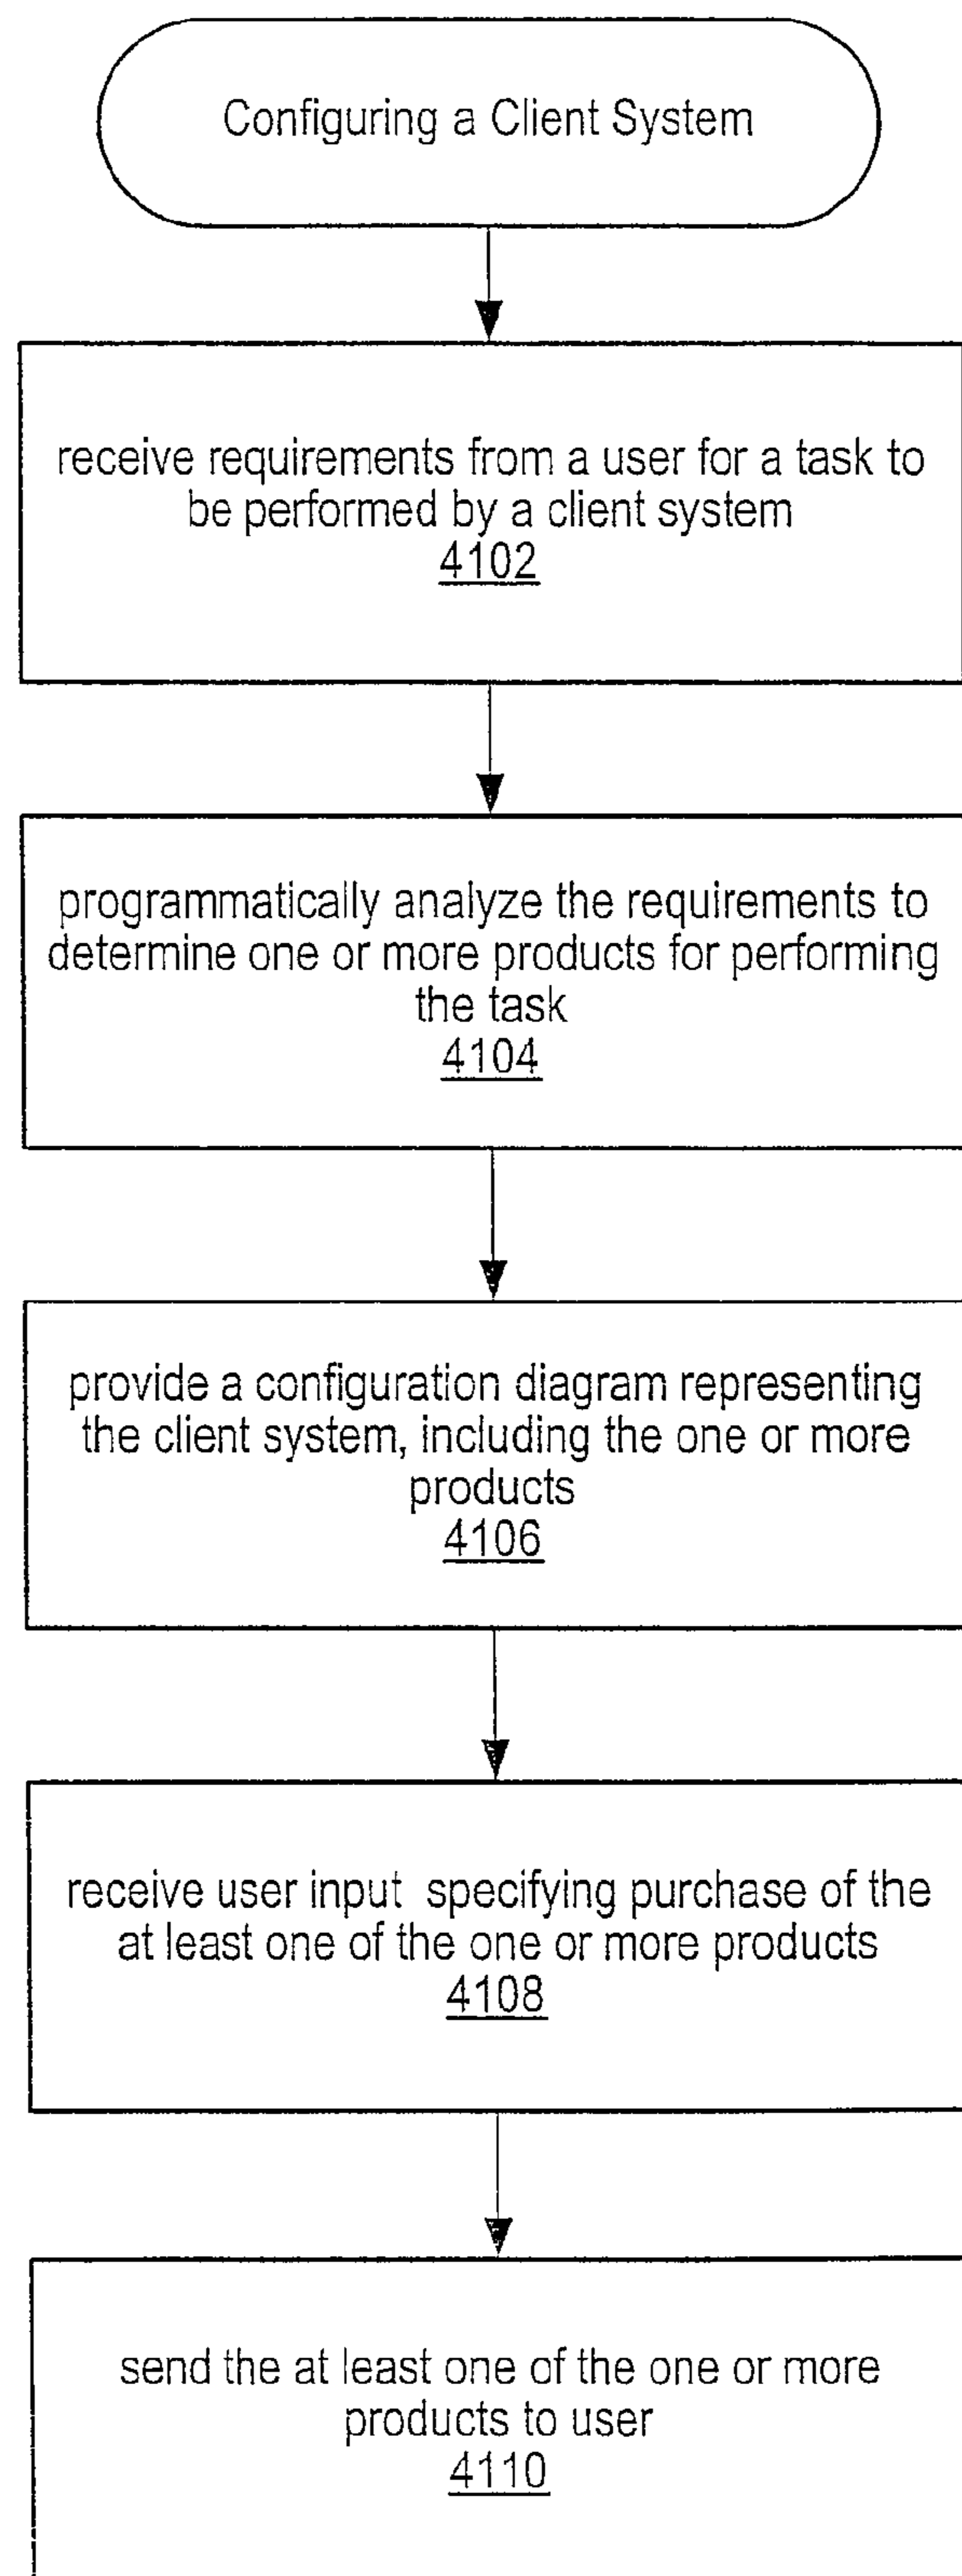 Configuring a Client System
receive requirements from a user for a task to
be performed by a client system
4102
programmatically analyze the requirements to
determine one or more products for performing
the task
4104
provide a configuration diagram representing
the client system, including the one or more
products
4106
receive user input specifying purchase of the
at least one of the one or more products
4108
send the at least one of the one or more
products to user
4110